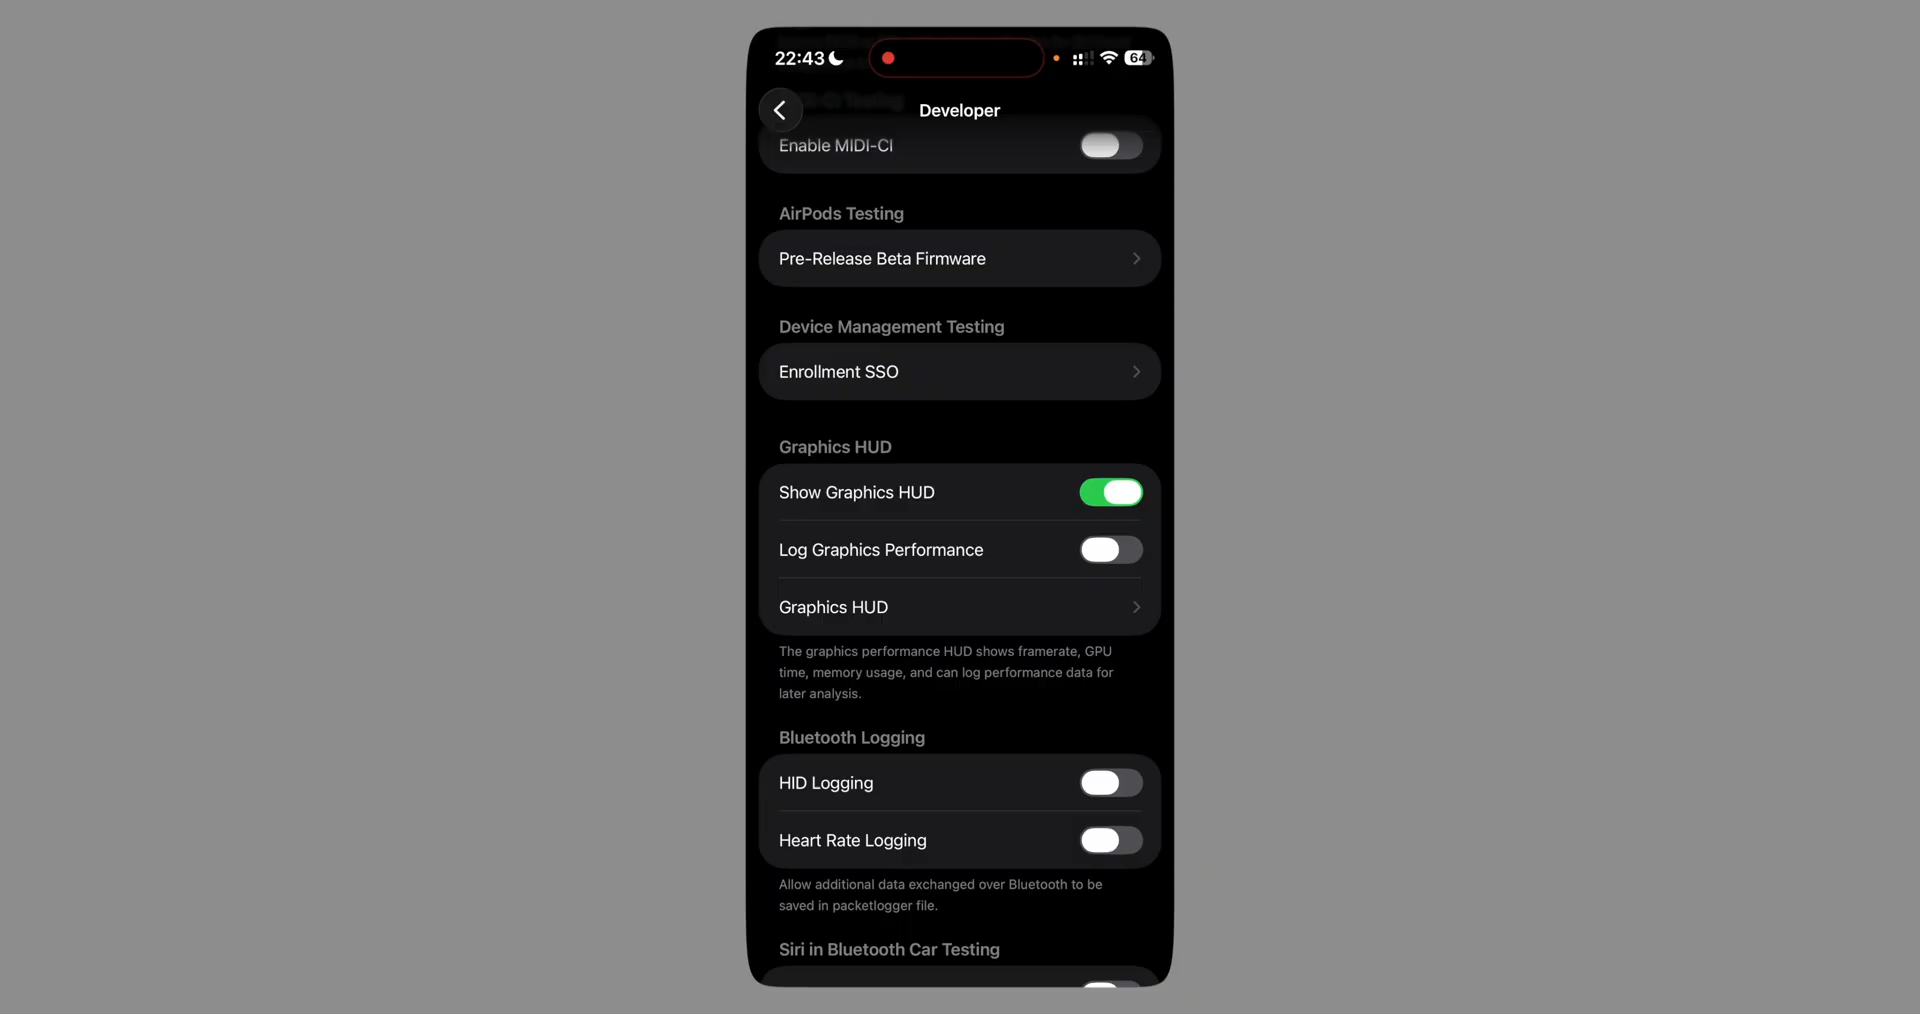 22:43
64
Developer
Enable MIDI-CI
AirPods Testing
Pre-Release Beta Firmware
Device Management Testing
Enrollment SSO
Graphics HUD
Show Graphics HUD
Log Graphics Performance
Graphics HUD
The graphics performance HUD shows framerate, GPU
time, memory usage, and can log performance data for
later analysis.
Bluetooth Logging
HID Logging
Heart Rate Logging
Allow additional data exchanged over Bluetooth to be
saved in packetlogger file.
Siri in Bluetooth Car Testing